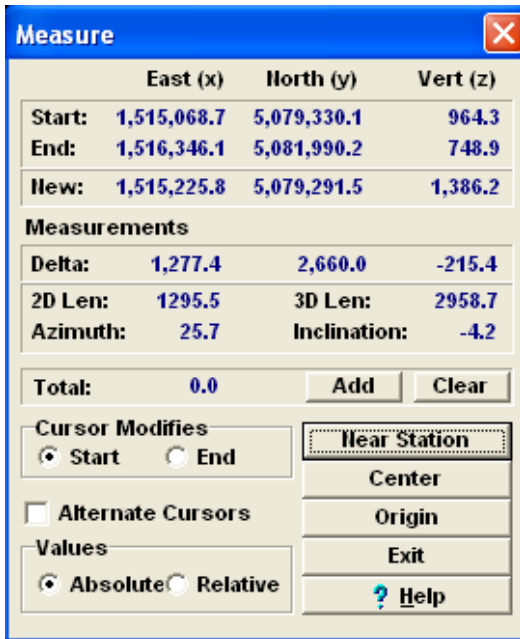 Measure
East (x) North (y) Vert (z)
Start: 1,515,068.7 5,079,330.1 964.3
End: 1,516,346.1 5,081,990.2 748.9
New: 1,515,225.8 5,079,291.5 1,386.2
Measurements
Delta: 1,277.4 2,660.0 -215.4
2D Len: 1295.5 3D Len: 2958.7
Azimuth: 25.7 Inclination: -4.2
Total: 0.0 Add Clear
Cursor Modifies
Start End
Near Station
Center
Alternate Cursors
Origin
Values
Exit
Absolute Relative
? Help